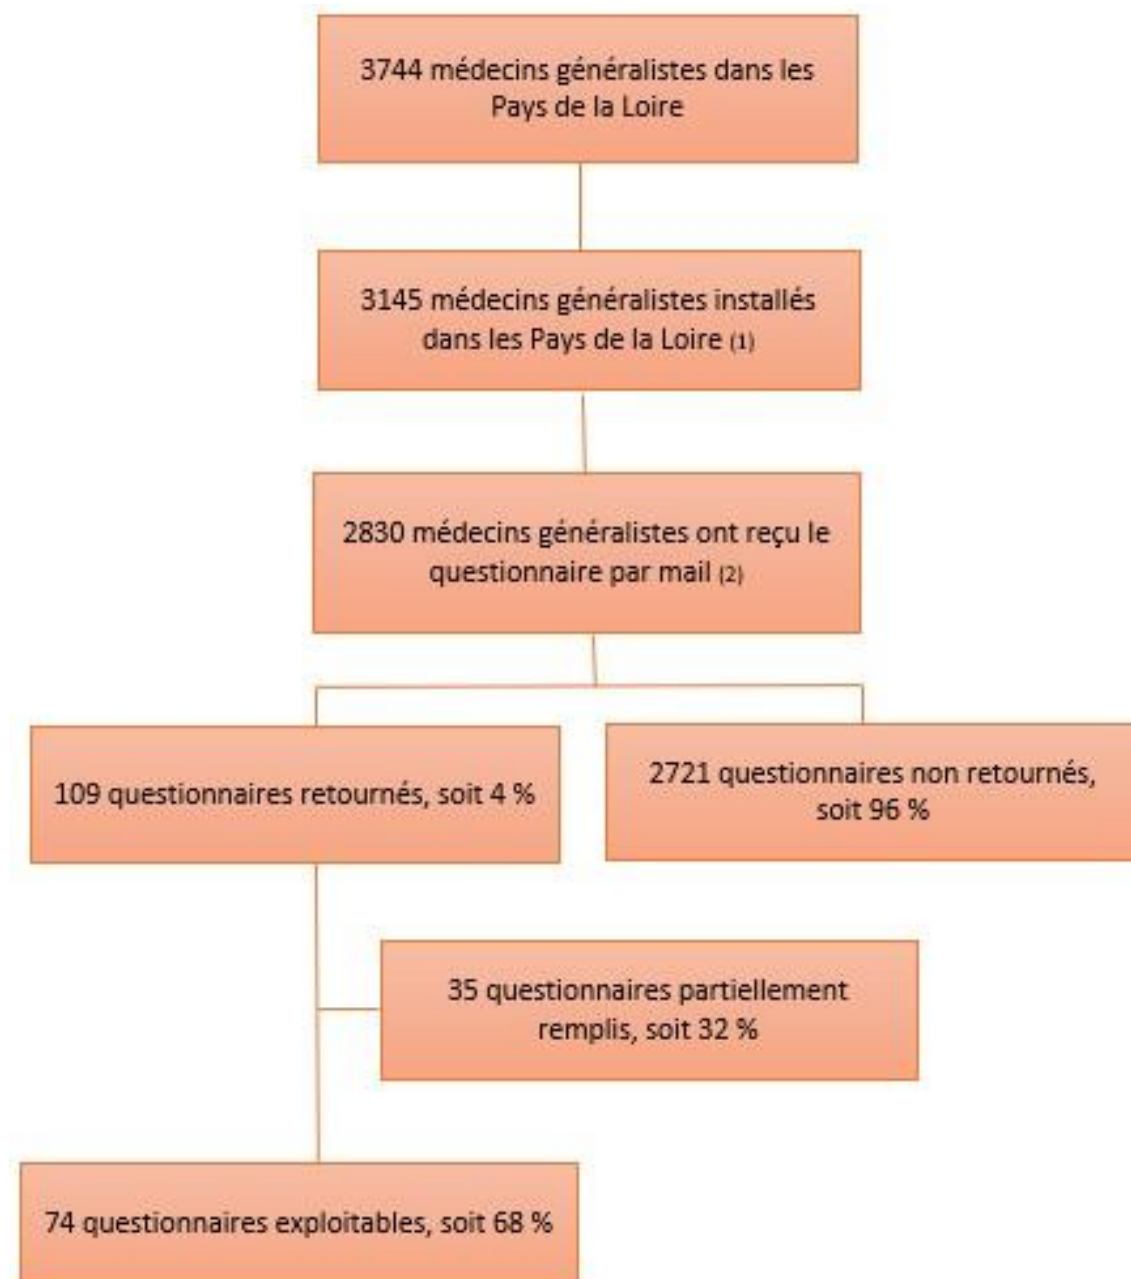 3744 médecins généralistes dans les
Pays de la Loire
3145 médecins généralistes installés
dans les Pays de la Loire (1)
2830 médecins généralistes ont reçu le
questionnaire par mail (2)
109 questionnaires retournés, soit 4 %
2721 questionnaires non retournés,
soit 96 %
35 questionnaires partiellement
remplis, soit 32 %
74 questionnaires exploitables, soit 68 %